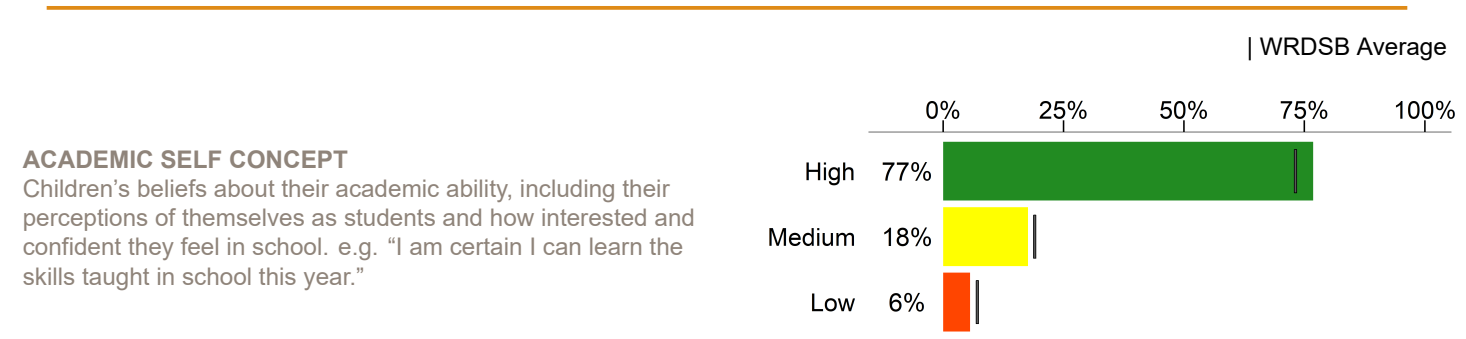 | WRDSB Average
0% 25% 50% 75% 100%
ACADEMIC SELF CONCEPT
Children’s beliefs about their academic ability, including their
perceptions of themselves as students and how interested and
confident they feel in school. e.g. “I am certain I can learn the
skills taught in school this year.”
High 77%
Medium 18%
Low 6%